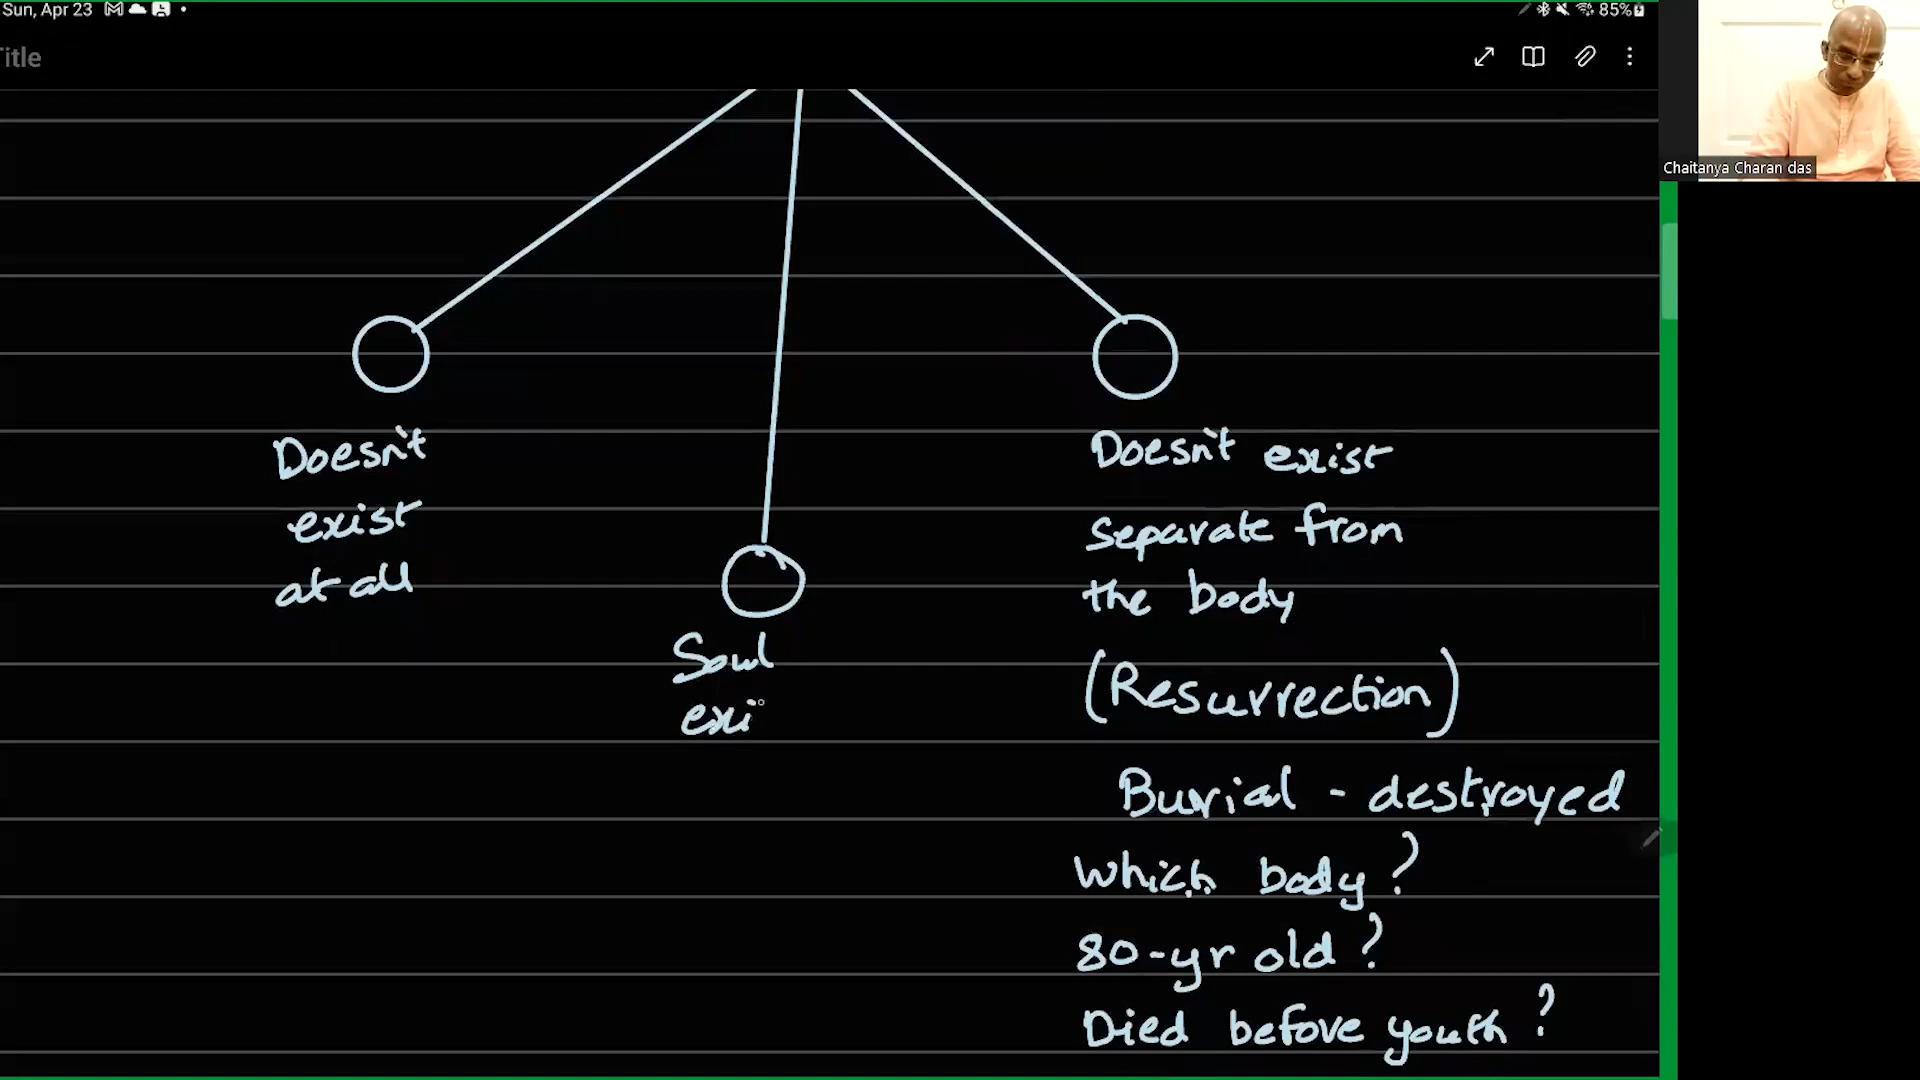 Sun, Apr 23
85%
Title
Chaitanya Charan das
Doesn't
exist
at all
Soul
exi
Doesn't exist
separate from
the body
(Resurrection)
Burial - destroyed
Which body?
80-yr old?
Died before youth?